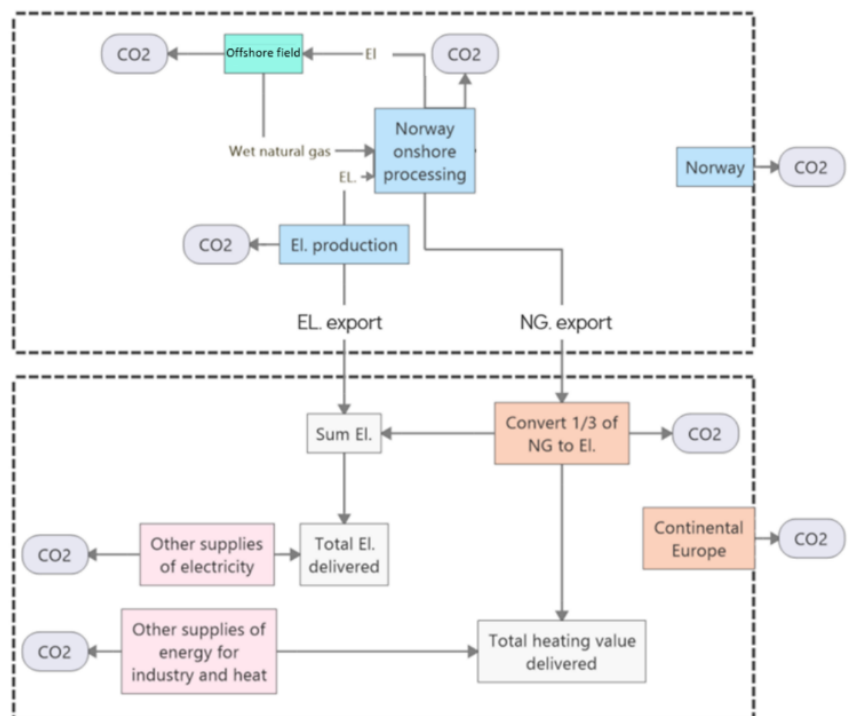 CO2
Offshore field
El
CO2
Norway
onshore
processing
Wet natural gas
EL.
Norway
CO2
CO2
El. production
EL. export
NG. export
Sum El.
Convert 1/3 of
NG to El.
CO2
Continental
Europe
CO2
CO2
Other supplies
of electricity
Total El.
delivered
CO2
Other supplies of
energy for
industry and heat
Total heating value
delivered